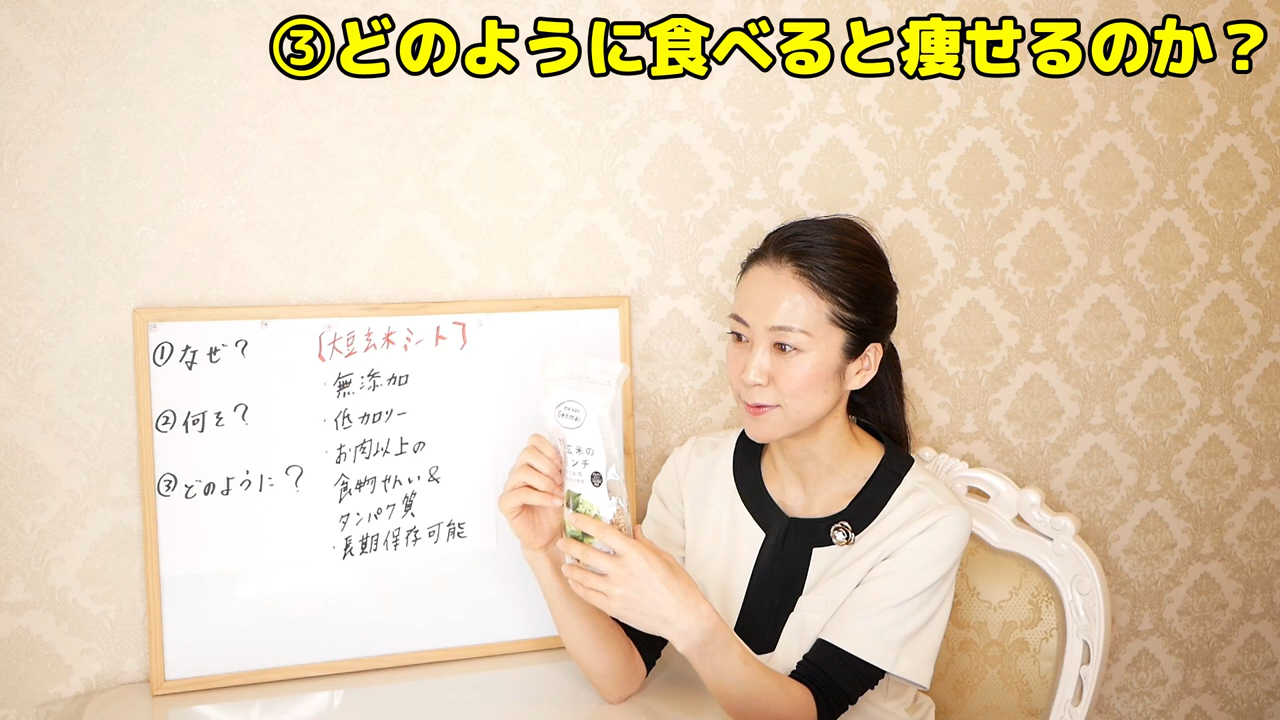 ③どのように食べると痩せるのか？
①なぜ？
②何を？
③どのように？
【大豆玄米ミート】
・無添加
・低カロリー
・お肉以上の
食物せんい&
タンパク質
・長期保存可能
Genmai
玄米の
ンチ